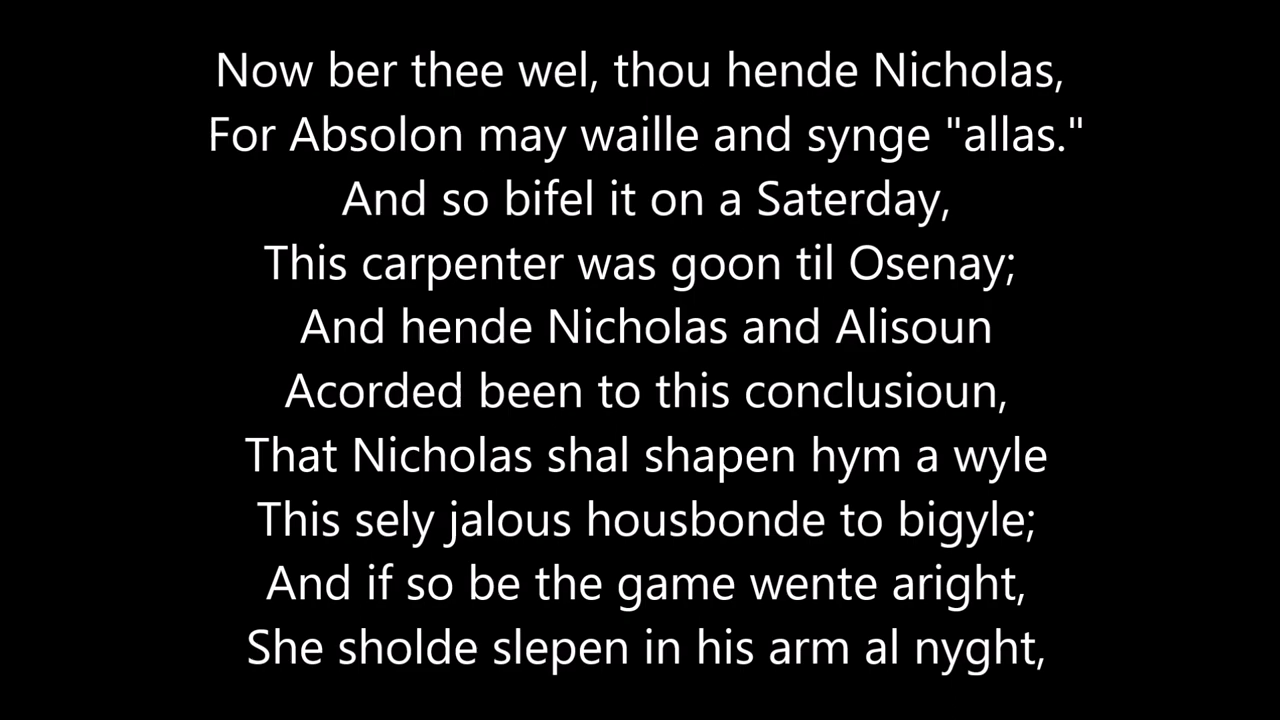 Now ber thee wel, thou hende Nicholas,
For Absolon may waille and synge "allas."
And so bifel it on a Saterday,
This carpenter was goon til Osenay;
And hende Nicholas and Alisoun
Acorded been to this conclusioun,
That Nicholas shal shapen hym a wyle
This sely jalous housbonde to bigyle;
And if so be the game wente aright,
She sholde slepen in his arm al nyght,